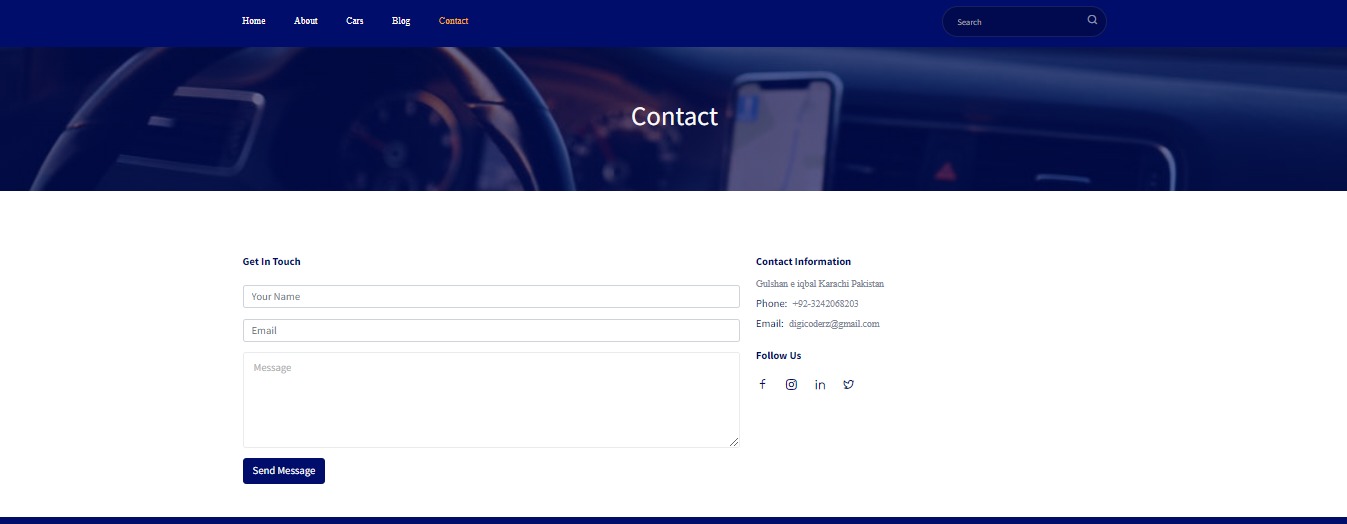 Home About Cars Blog Contact Search
Contact
Get In Touch
Your Name
Email
Message
Send Message
Contact Information
Gulshan e iqbal Karachi Pakistan
Phone: +92-3242068203
Email: digicoderz@gmail.com
Follow Us